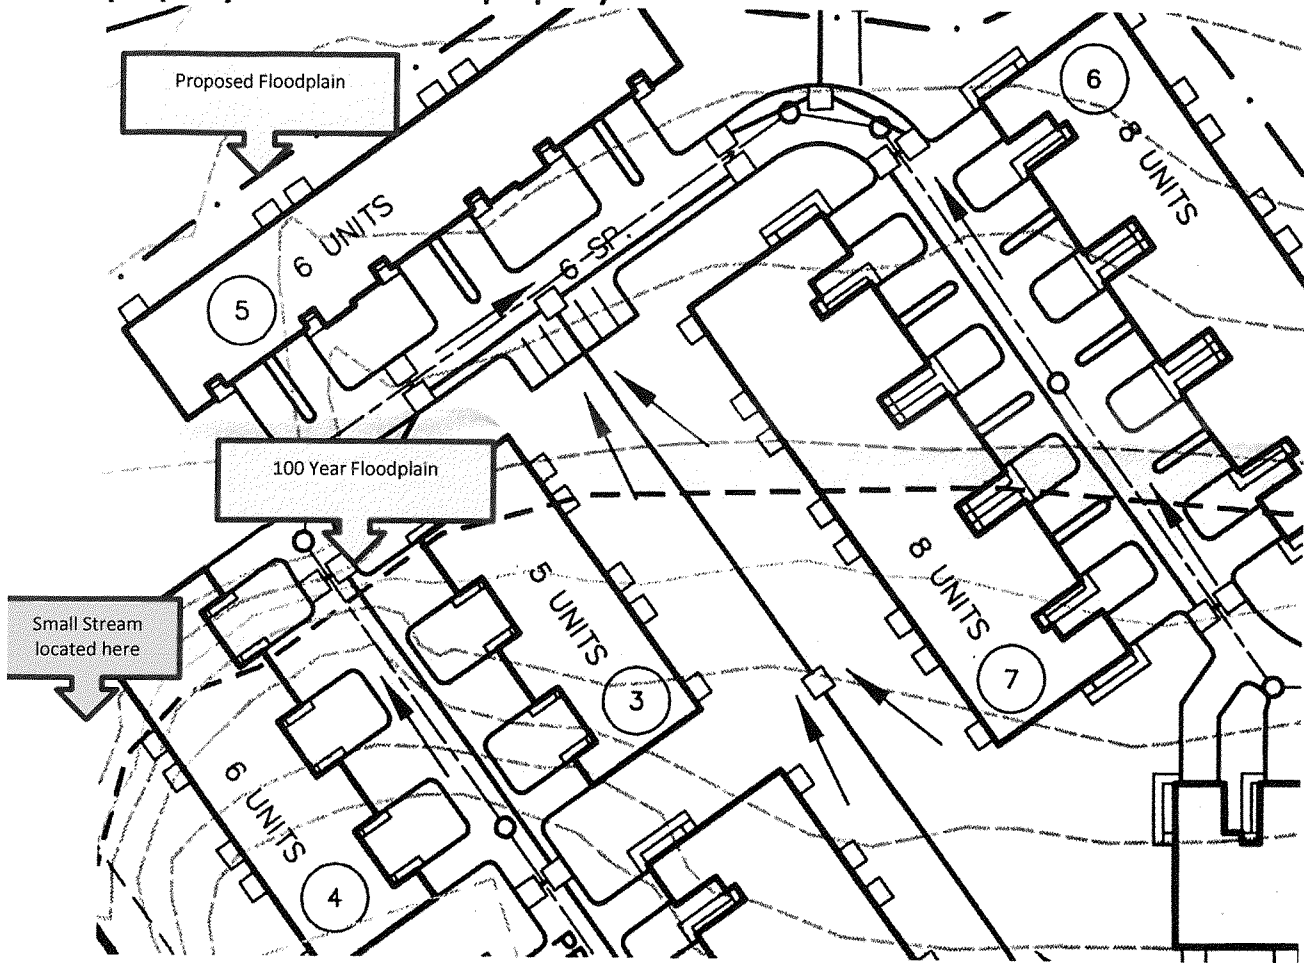 Proposed Floodplain
6
8 UNITS
6 UNITS
5
6 SP.
100 Year Floodplain
5 UNITS
8 UNITS
Small Stream
located here
3
7
6 UNITS
4